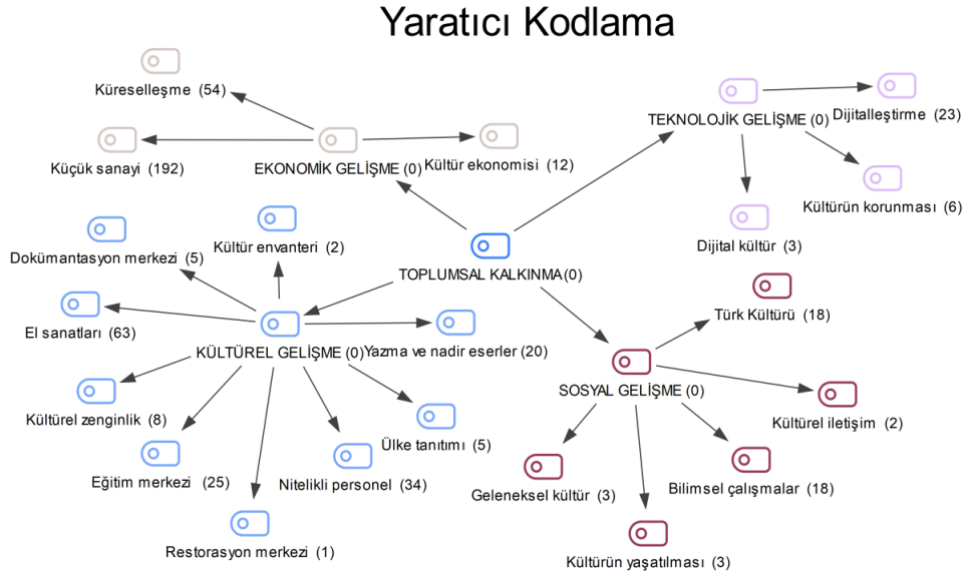 Yaratıcı Kodlama
Küreselleşme (54)
TEKNOLOJİK GELİŞME (0)
Dijitalleştirme (23)
Küçük sanayi (192)
EKONOMİK GELİŞME (0)
Kültür ekonomisi (12)
Kültürün korunması (6)
Dijital kültür (3)
Kültür envanteri (2)
Dokümantasyon merkezi (5)
TOPLUMSAL KALKINMA(0)
Türk Kültürü (18)
El sanatları (63)
KÜLTÜREL GELİŞME (0)
Yazma ve nadir eserler (20)
SOSYAL GELİŞME (0)
Kültürel zenginlik (8)
Kültürel iletişim (2)
Ülke tanıtımı (5)
Eğitim merkezi (25)
Nitelikli personel (34)
Geleneksel kültür (3)
Bilimsel çalışmalar (18)
Restorasyon merkezi (1)
Kültürün yaşatılması (3)